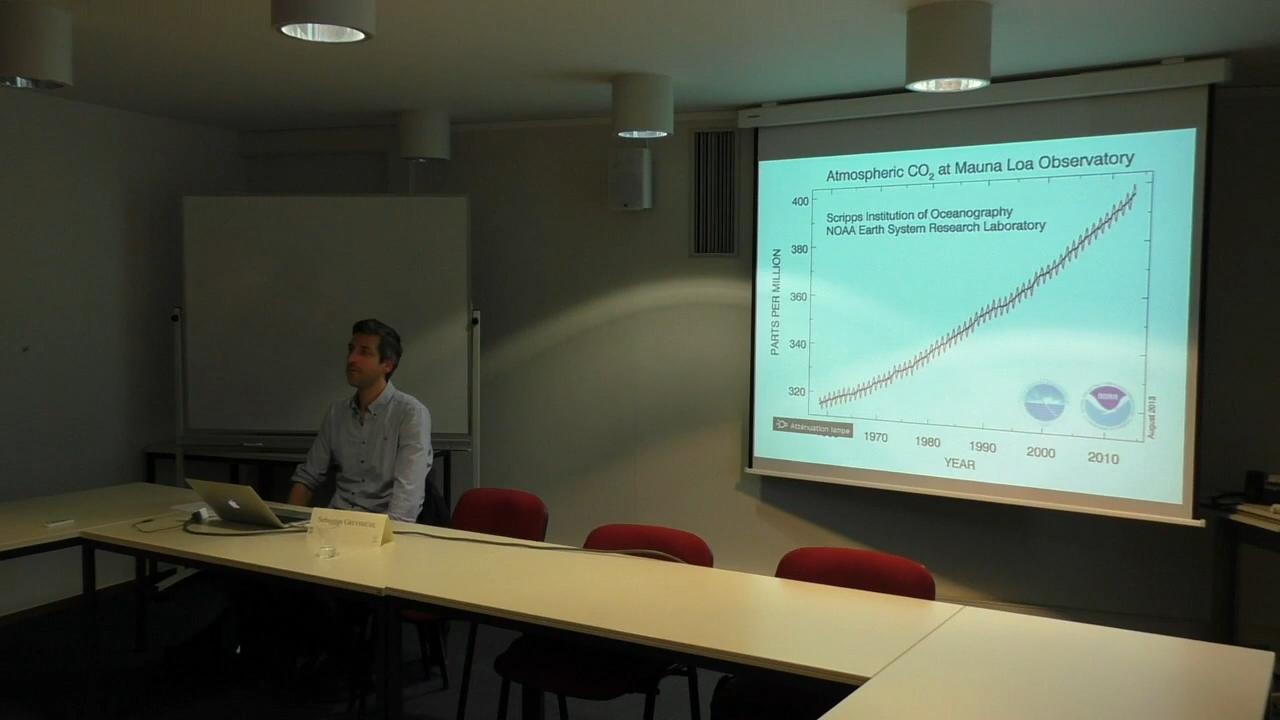 Atmospheric CO₂ at Mauna Loa Observatory
Scripps Institution of Oceanography
NOAA Earth System Research Laboratory
PARTS PER MILLION
400
380
360
340
320
1970
1980
1990
2000
2010
YEAR
NOAA
August 2013
Atténuation lampe